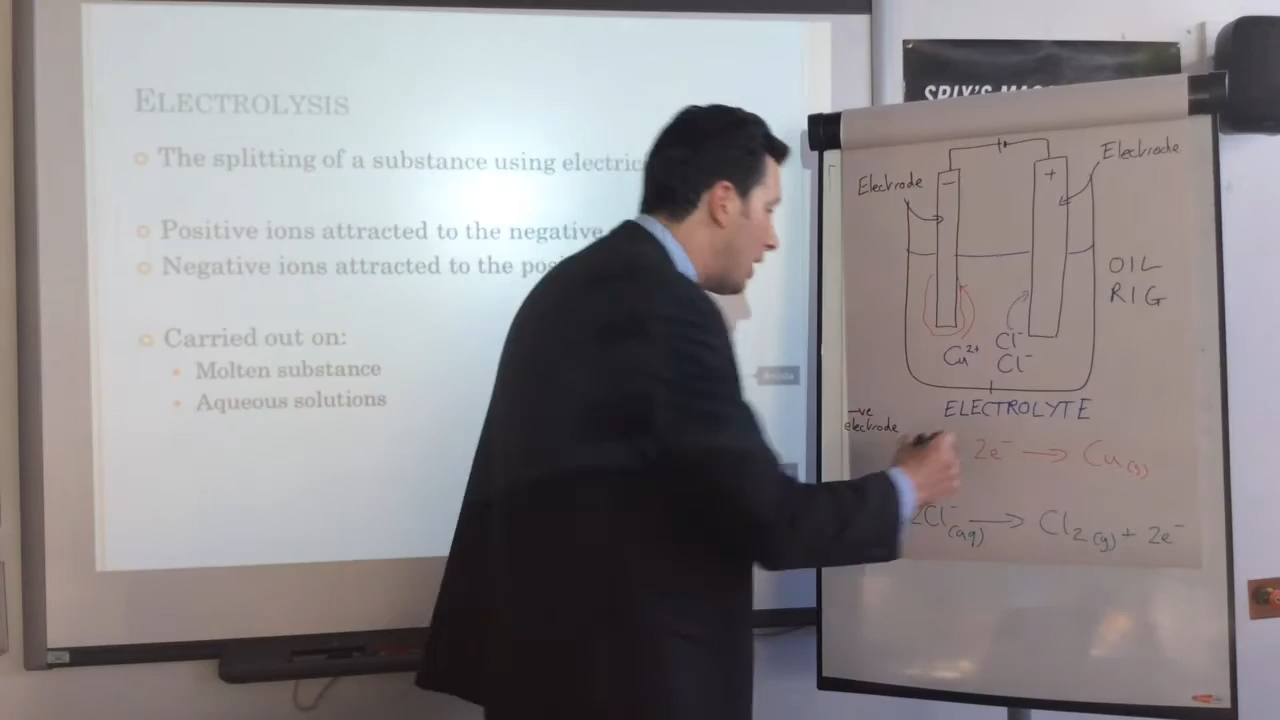 ELECTROLYSIS
The splitting of a substance using electric
Positive ions attracted to the negative
Negative ions attracted to the pos
Carried out on:
Molten substance
Aqueous solutions
Electrode
Electrode
− +
OIL
RIG
Cu²⁺ Cl⁻
Cl⁻
ELECTROLYTE
−ve
electrode
2e⁻ → Cu(s)
2Cl⁻(aq) → Cl₂(g) + 2e⁻